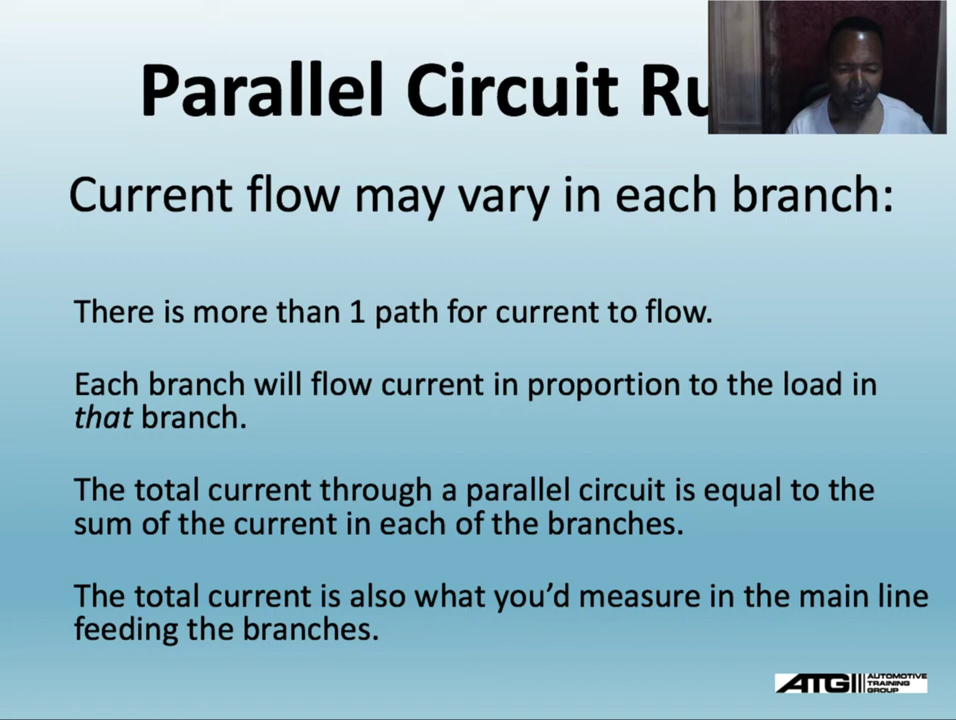 Parallel Circuit Ru
Current flow may vary in each branch:
There is more than 1 path for current to flow.
Each branch will flow current in proportion to the load in
that branch.
The total current through a parallel circuit is equal to the
sum of the current in each of the branches.
The total current is also what you’d measure in the main line
feeding the branches.
ATG AUTOMOTIVE
TRAINING
GROUP